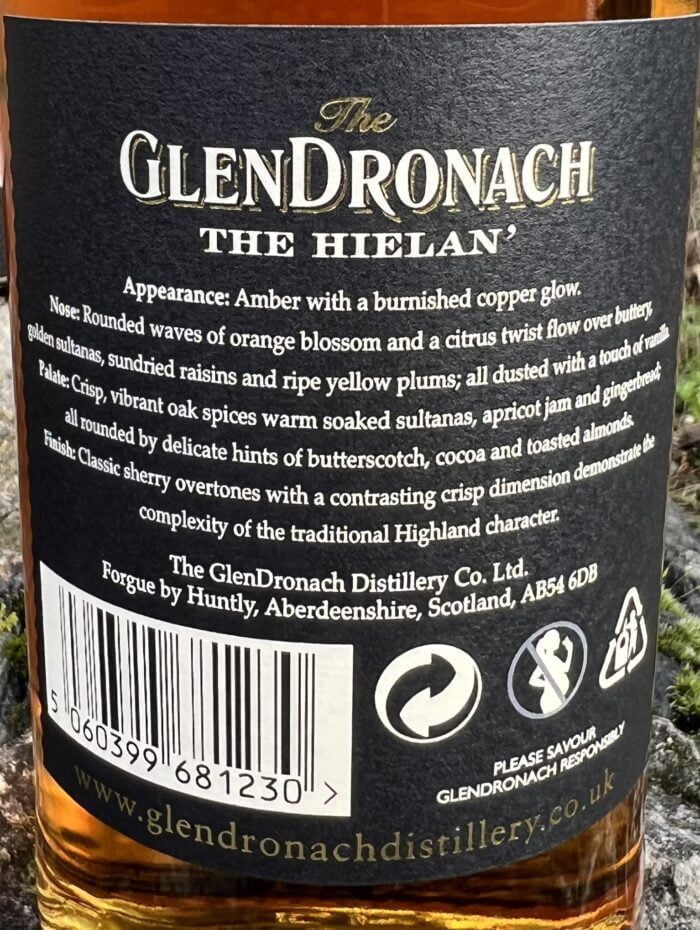 The
GLENDRONACH
THE HIELAN’
Appearance: Amber with a burnished copper glow.
Nose: Rounded waves of orange blossom and a citrus twist flow over buttery,
golden sultanas, sundried raisins and ripe yellow plums; all dusted with a touch of vanilla.
Palate: Crisp, vibrant oak spices warm soaked sultanas, apricot jam and gingerbread;
all rounded by delicate hints of butterscotch, cocoa and toasted almonds.
Finish: Classic sherry overtones with a contrasting crisp dimension demonstrate the
complexity of the traditional Highland character.
The GlenDronach Distillery Co. Ltd.
Forgue by Huntly, Aberdeenshire, Scotland, AB54 6DB
5 060399 681230 >
PLEASE SAVOUR
GLENDRONACH RESPONSIBLY
www.glendronachdistillery.co.uk